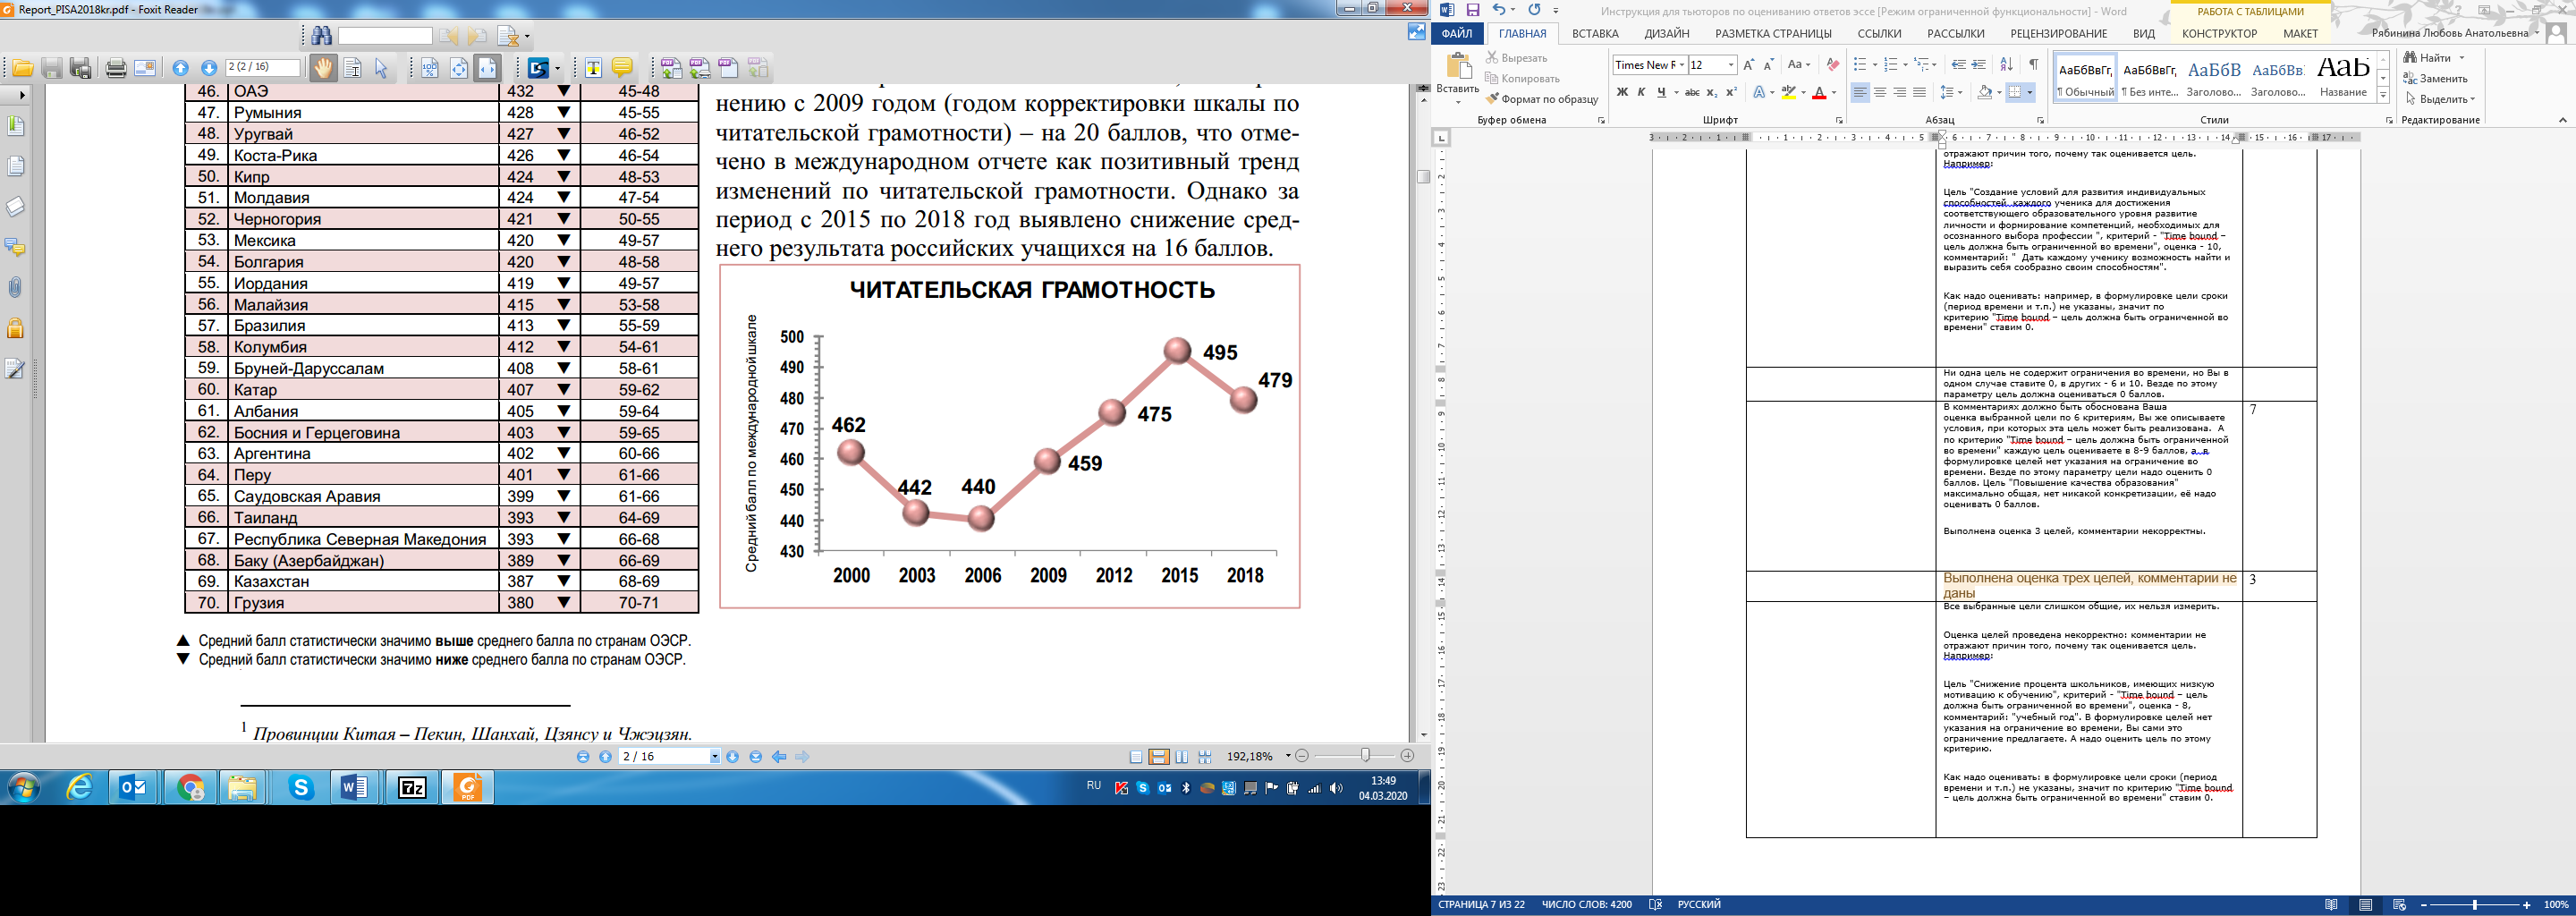 Report_PISA2018kr.pdf - Foxit Reader
2 (2 / 16)
46. ОАЭ 432 ▼ 45-48
47. Румыния 428 ▼ 45-55
48. Уругвай 427 ▼ 46-52
49. Коста-Рика 426 ▼ 46-54
50. Кипр 424 ▼ 48-53
51. Молдавия 424 ▼ 47-54
52. Черногория 421 ▼ 50-55
53. Мексика 420 ▼ 49-57
54. Болгария 420 ▼ 48-58
55. Иордания 419 ▼ 49-57
56. Малайзия 415 ▼ 53-58
57. Бразилия 413 ▼ 55-59
58. Колумбия 412 ▼ 54-61
59. Бруней-Даруссалам 408 ▼ 58-61
60. Катар 407 ▼ 59-62
61. Албания 405 ▼ 59-64
62. Босния и Герцеговина 403 ▼ 59-65
63. Аргентина 402 ▼ 60-66
64. Перу 401 ▼ 61-66
65. Саудовская Аравия 399 ▼ 61-66
66. Таиланд 393 ▼ 64-69
67. Республика Северная Македония 393 ▼ 66-68
68. Баку (Азербайджан) 389 ▼ 66-69
69. Казахстан 387 ▼ 68-69
70. Грузия 380 ▼ 70-71
▲ Средний балл статистически значимо выше среднего балла по странам ОЭСР.
▼ Средний балл статистически значимо ниже среднего балла по странам ОЭСР.
1 Провинции Китая – Пекин, Шанхай, Цзянсу и Чжэцзян.
нению с 2009 годом (годом корректировки шкалы по
читательской грамотности) – на 20 баллов, что отме-
чено в международном отчете как позитивный тренд
изменений по читательской грамотности. Однако за
период с 2015 по 2018 год выявлено снижение сред-
него результата российских учащихся на 16 баллов.
ЧИТАТЕЛЬСКАЯ ГРАМОТНОСТЬ
Средний балл по международной шкале
500
490
480
470
460
450
440
430
462
442
440
459
475
495
479
2000 2003 2006 2009 2012 2015 2018
2 / 16
192,18%
RU
13:49
04.03.2020
Инструкция для тьюторов по оцениванию ответов эссе [Режим ограниченной функциональности] - Word
РАБОТА С ТАБЛИЦАМИ
ФАЙЛ ГЛАВНАЯ ВСТАВКА ДИЗАЙН РАЗМЕТКА СТРАНИЦЫ ССЫЛКИ РАССЫЛКИ РЕЦЕНЗИРОВАНИЕ ВИД КОНСТРУКТОР МАКЕТ
Рябинина Любовь Анатольевна
Вставить
Вырезать
Копировать
Формат по образцу
Буфер обмена
Times New F 12
Ж К Ч abc x₂ x²
Шрифт
Абзац
АаБбВвГг, АаБбВвГг, АаБбВ АаБбВв АаБ
¶ Обычный ¶ Без инте... Заголово... Заголово... Название
Стили
Найти
Заменить
Выделить
Редактирование
отражают причин того, почему так оценивается цель.
Например:
Цель "Создание условий для развития индивидуальных
способностей каждого ученика для достижения
соответствующего образовательного уровня развитие
личности и формирование компетенций, необходимых для
осознанного выбора профессии ", критерий - "Time bound –
цель должна быть ограниченной во времени", оценка - 10,
комментарий: " Дать каждому ученику возможность найти и
выразить себя сообразно своим способностям".
Как надо оценивать: например, в формулировке цели сроки
(период времени и т.п.) не указаны, значит по
критерию "Time bound – цель должна быть ограниченной во
времени" ставим 0.
Ни одна цель не содержит ограничения во времени, но Вы в
одном случае ставите 0, в других - 6 и 10. Везде по этому
параметру цель должна оцениваться 0 баллов.
В комментариях должно быть обоснована Ваша 7
оценка выбранной цели по 6 критериям, Вы же описываете
условия, при которых эта цель может быть реализована. А
по критерию "Time bound – цель должна быть ограниченной
во времени" каждую цель оцениваете в 8-9 баллов, а в
формулировке целей нет указания на ограничение во
времени. Везде по этому параметру цели надо оценить 0
баллов. Цель "Повышение качества образования"
максимально общая, нет никакой конкретизации, её надо
оценивать 0 баллов.
Выполнена оценка 3 целей, комментарии некорректны.
Выполнена оценка трех целей, комментарии не 3
даны
Все выбранные цели слишком общие, их нельзя измерить.
Оценка целей проведена некорректно: комментарии не
отражают причин того, почему так оценивается цель.
Например:
Цель "Снижение процента школьников, имеющих низкую
мотивацию к обучению", критерий - "Time bound – цель
должна быть ограниченной во времени", оценка - 8,
комментарий: "учебный год". В формулировке целей нет
указания на ограничение во времени, Вы сами это
ограничение предлагаете. А надо оценить цель по этому
критерию.
Как надо оценивать: в формулировке цели сроки (период
времени и т.п.) не указаны, значит по критерию "Time bound
– цель должна быть ограниченной во времени" ставим 0.
СТРАНИЦА 7 ИЗ 22 ЧИСЛО СЛОВ: 4200 РУССКИЙ
100%